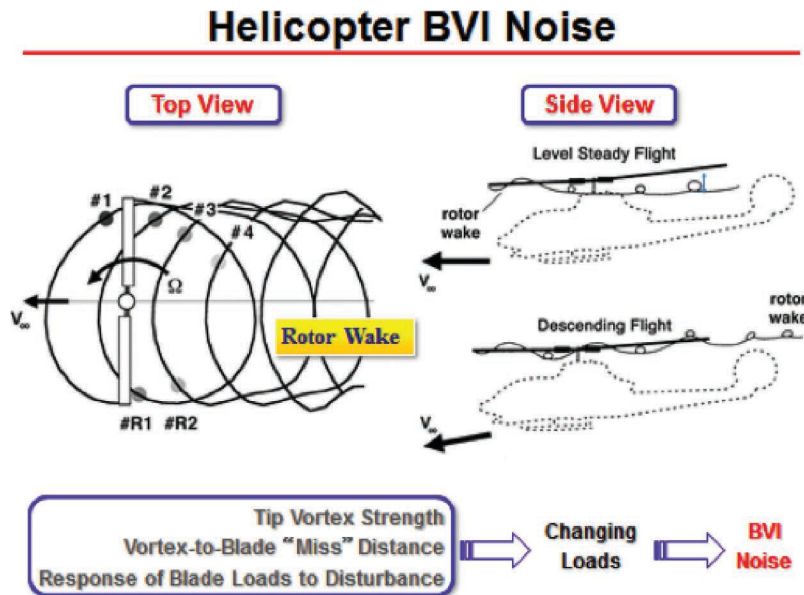 Helicopter BVI Noise
Top View
#1
#2
#3
#4
Ω
V∞
Rotor Wake
#R1
#R2
Side View
Level Steady Flight
rotor
wake
V∞
Descending Flight
rotor
wake
V∞
Tip Vortex Strength
Vortex-to-Blade “Miss” Distance
Response of Blade Loads to Disturbance
Changing
Loads
BVI
Noise